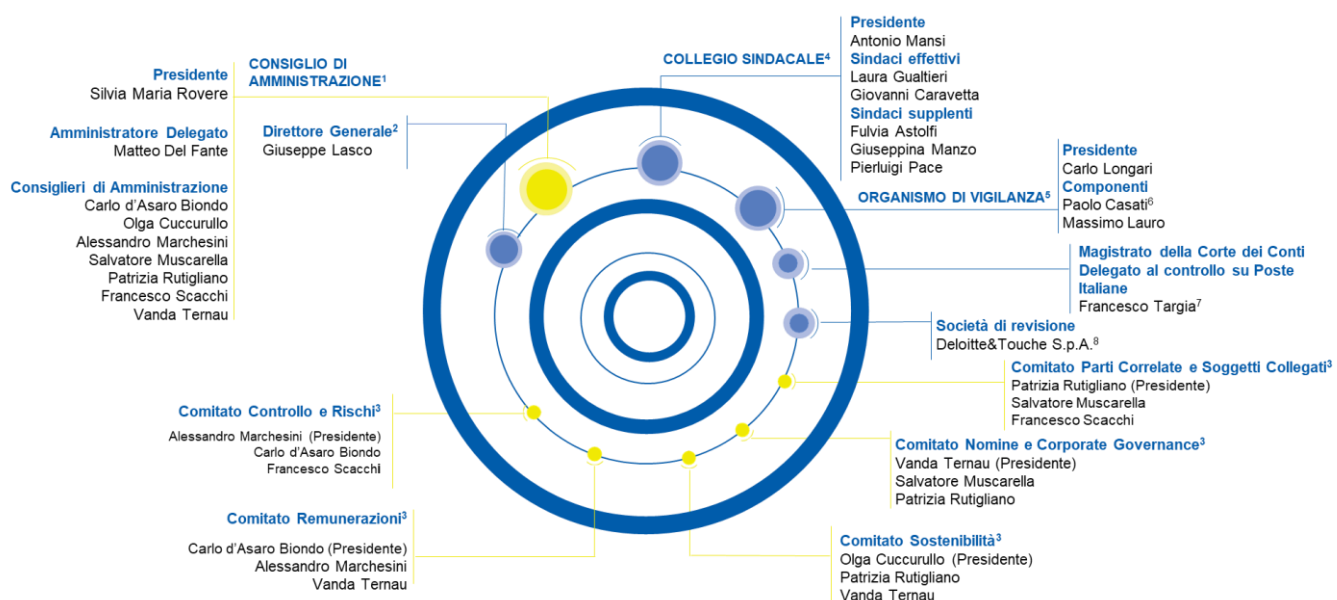 CONSIGLIO DI
AMMINISTRAZIONE¹
Presidente
Silvia Maria Rovere
Amministratore Delegato
Matteo Del Fante
Consiglieri di Amministrazione
Carlo d'Asaro Biondo
Olga Cuccurullo
Alessandro Marchesini
Salvatore Muscarella
Patrizia Rutigliano
Francesco Scacchi
Vanda Ternau
Direttore Generale²
Giuseppe Lasco
COLLEGIO SINDACALE⁴
Presidente
Antonio Mansi
Sindaci effettivi
Laura Gualtieri
Giovanni Caravetta
Sindaci supplenti
Fulvia Astolfi
Giuseppina Manzo
Pierluigi Pace
ORGANISMO DI VIGILANZA⁵
Presidente
Carlo Longari
Componenti
Paolo Casati⁶
Massimo Lauro
Magistrato della Corte dei Conti
Delegato al controllo su Poste
Italiane
Francesco Targia⁷
Società di revisione
Deloitte&Touche S.p.A.⁸
Comitato Parti Correlate e Soggetti Collegati³
Patrizia Rutigliano (Presidente)
Salvatore Muscarella
Francesco Scacchi
Comitato Controllo e Rischi³
Alessandro Marchesini (Presidente)
Carlo d'Asaro Biondo
Francesco Scacchi
Comitato Nomine e Corporate Governance³
Vanda Ternau (Presidente)
Salvatore Muscarella
Patrizia Rutigliano
Comitato Remunerazioni³
Carlo d'Asaro Biondo (Presidente)
Alessandro Marchesini
Vanda Ternau
Comitato Sostenibilità³
Olga Cuccurullo (Presidente)
Patrizia Rutigliano
Vanda Ternau